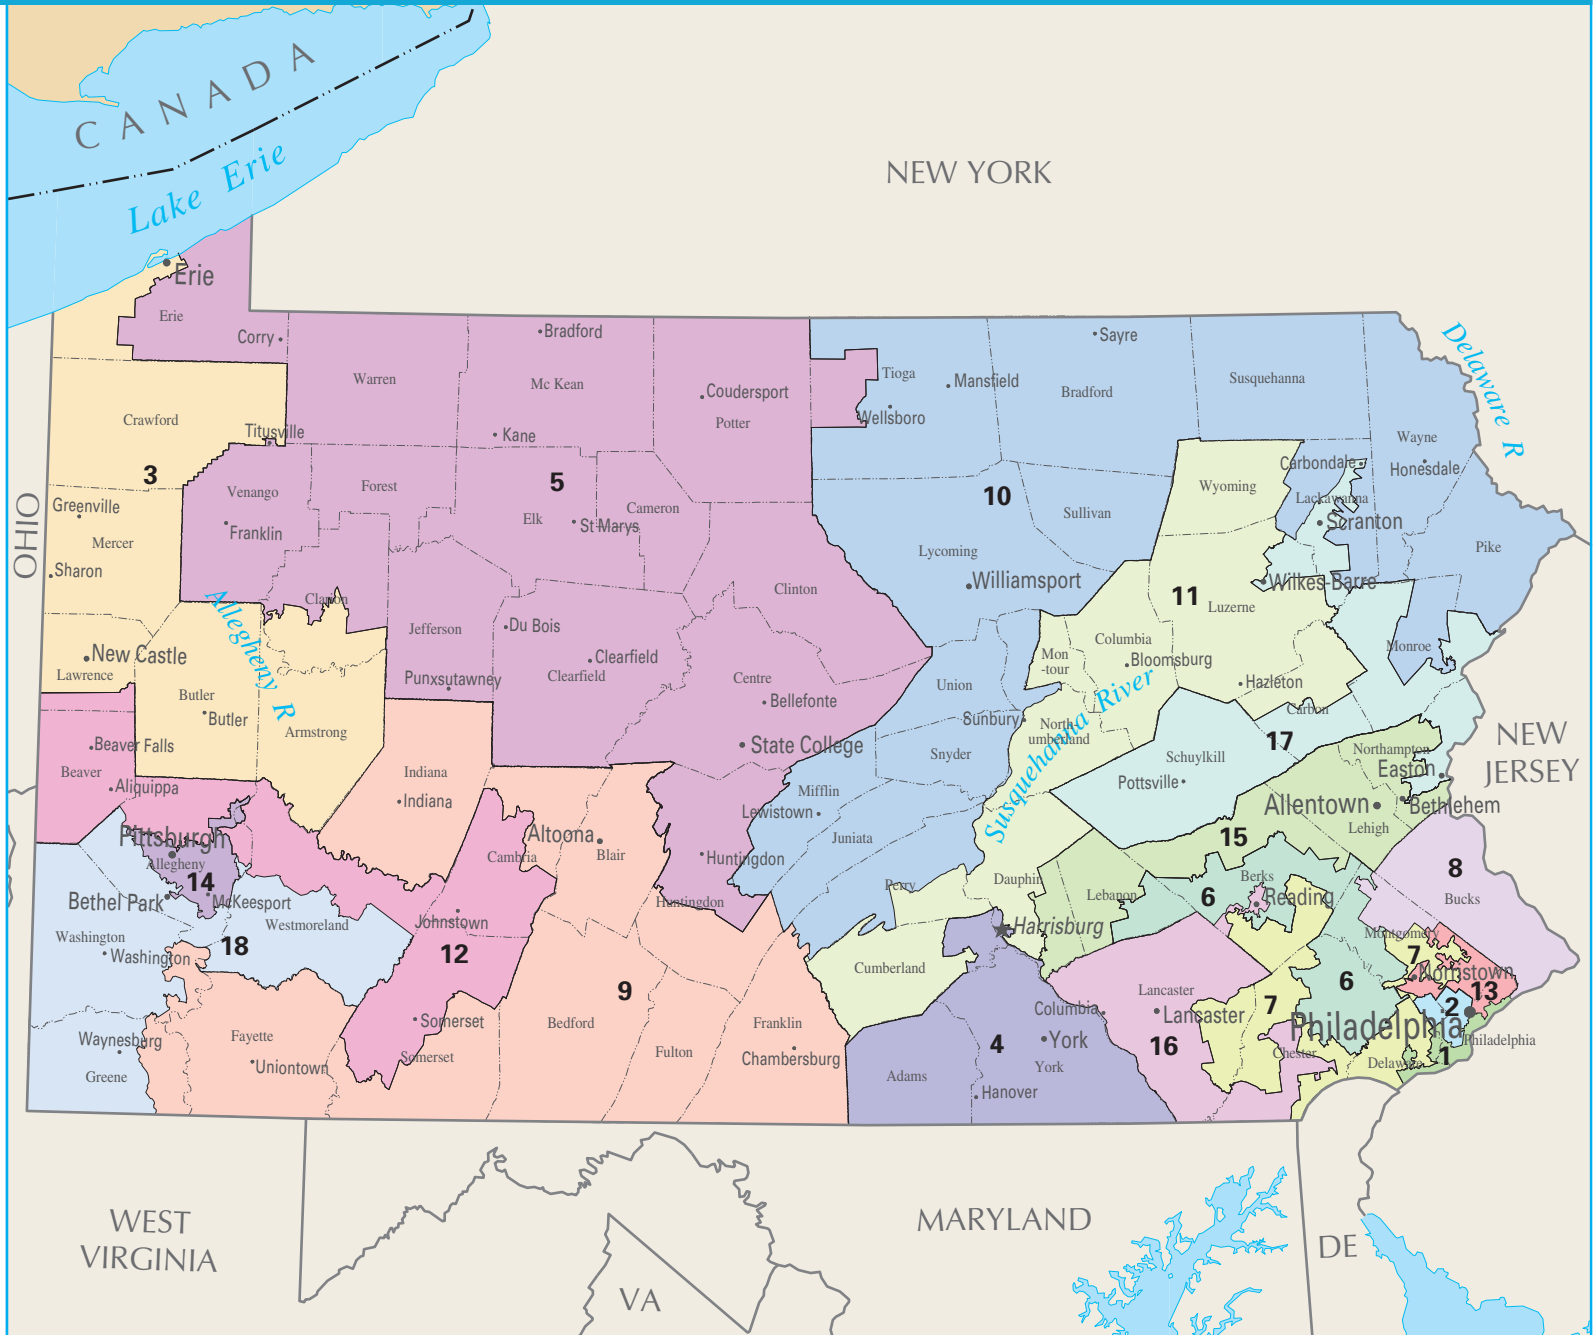 CANADA
Lake Erie
NEW YORK
Erie
Erie
Corry
Bradford
Sayre
Delaware R
Warren
Mc Kean
Coudersport
Potter
Tioga
Mansfield
Wellsboro
Bradford
Susquehanna
Crawford
Titusville
Kane
Wayne
Honesdale
Carbondale
3
5
10
Wyoming
Lackawanna
Scranton
OHIO
Greenville
Mercer
Sharon
Venango
Franklin
Forest
Elk
St Marys
Cameron
Sullivan
Lycoming
Williamsport
Pike
Wilkes-Barre
11
Luzerne
Clarion
Allegheny R
Clinton
Jefferson
Du Bois
Clearfield
Clearfield
Columbia
Bloomsburg
Mon
-tour
Monroe
New Castle
Lawrence
Punxsutawney
Centre
Bellefonte
Union
Hazleton
Carbon
Butler
Butler
Armstrong
State College
Sunbury
North-
umberland
Susquehanna River
Snyder
17
Schuylkill
Pottsville
Northampton
Easton
NEW
JERSEY
Beaver Falls
Beaver
Aliquippa
Indiana
Indiana
Mifflin
Lewistown
Juniata
Allentown
Bethlehem
Lehigh
Pittsburgh
Allegheny
14
Altoona
Blair
Cambria
Huntingdon
Huntingdon
15
8
Bucks
Bethel Park
McKeesport
Westmoreland
Johnstown
Perry
Dauphin
Lebanon
6
Berks
Reading
Harrisburg
Montgomery
7
Norristown
13
Washington
Washington
18
12
Cumberland
9
Lancaster
Lancaster
6
7
2
Philadelphia
Philadelphia
1
Columbia
16
Chester
Delaware
Waynesburg
Greene
Fayette
Uniontown
Somerset
Somerset
Bedford
Fulton
Franklin
Chambersburg
4
York
York
Adams
Hanover
WEST
VIRGINIA
VA
MARYLAND
DE